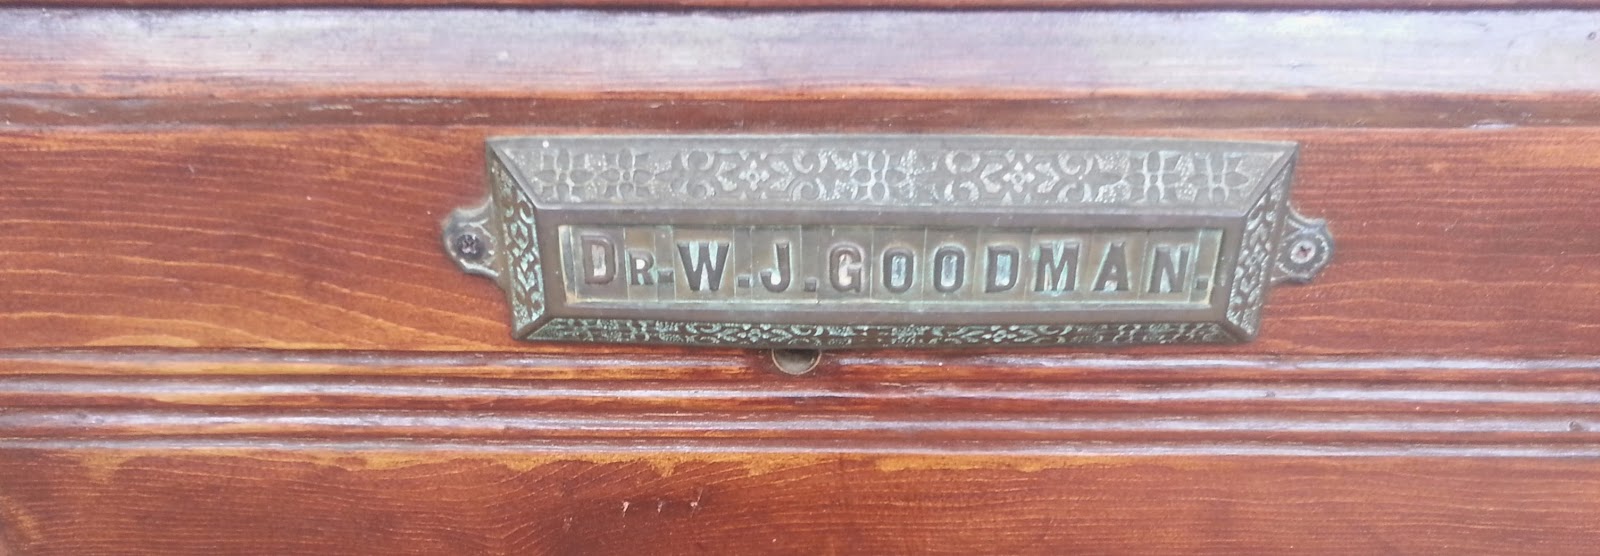 DR. W. J. GOODMAN.